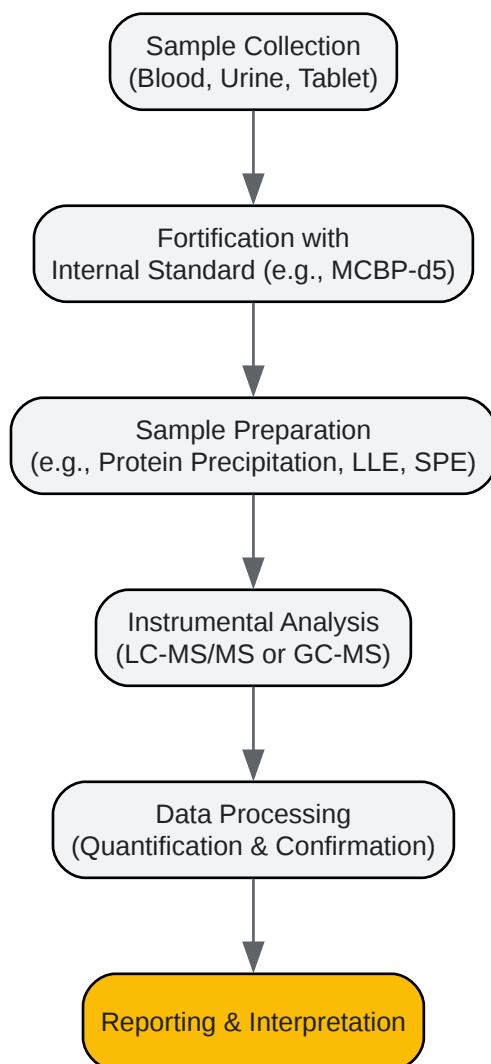 Sample Collection
(Blood, Urine, Tablet)
Fortification with
Internal Standard (e.g., MCBP-d5)
Sample Preparation
(e.g., Protein Precipitation, LLE, SPE)
Instrumental Analysis
(LC-MS/MS or GC-MS)
Data Processing
(Quantification & Confirmation)
Reporting & Interpretation